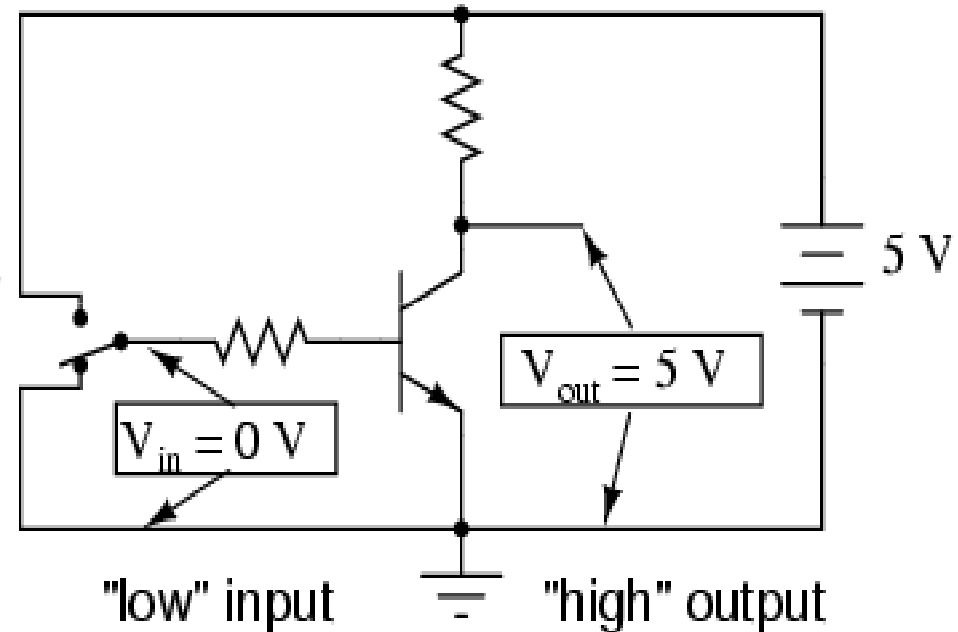 5 V
V_out = 5 V
V_in = 0 V
"low" input
"high" output